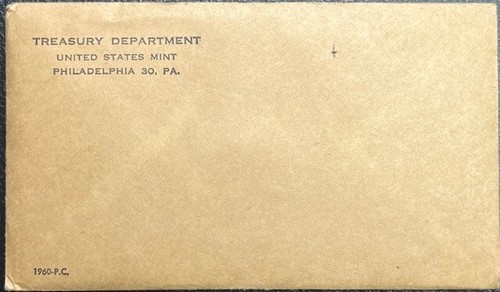 TREASURY DEPARTMENT
UNITED STATES MINT
PHILADELPHIA 30, PA.
1960-P.C.